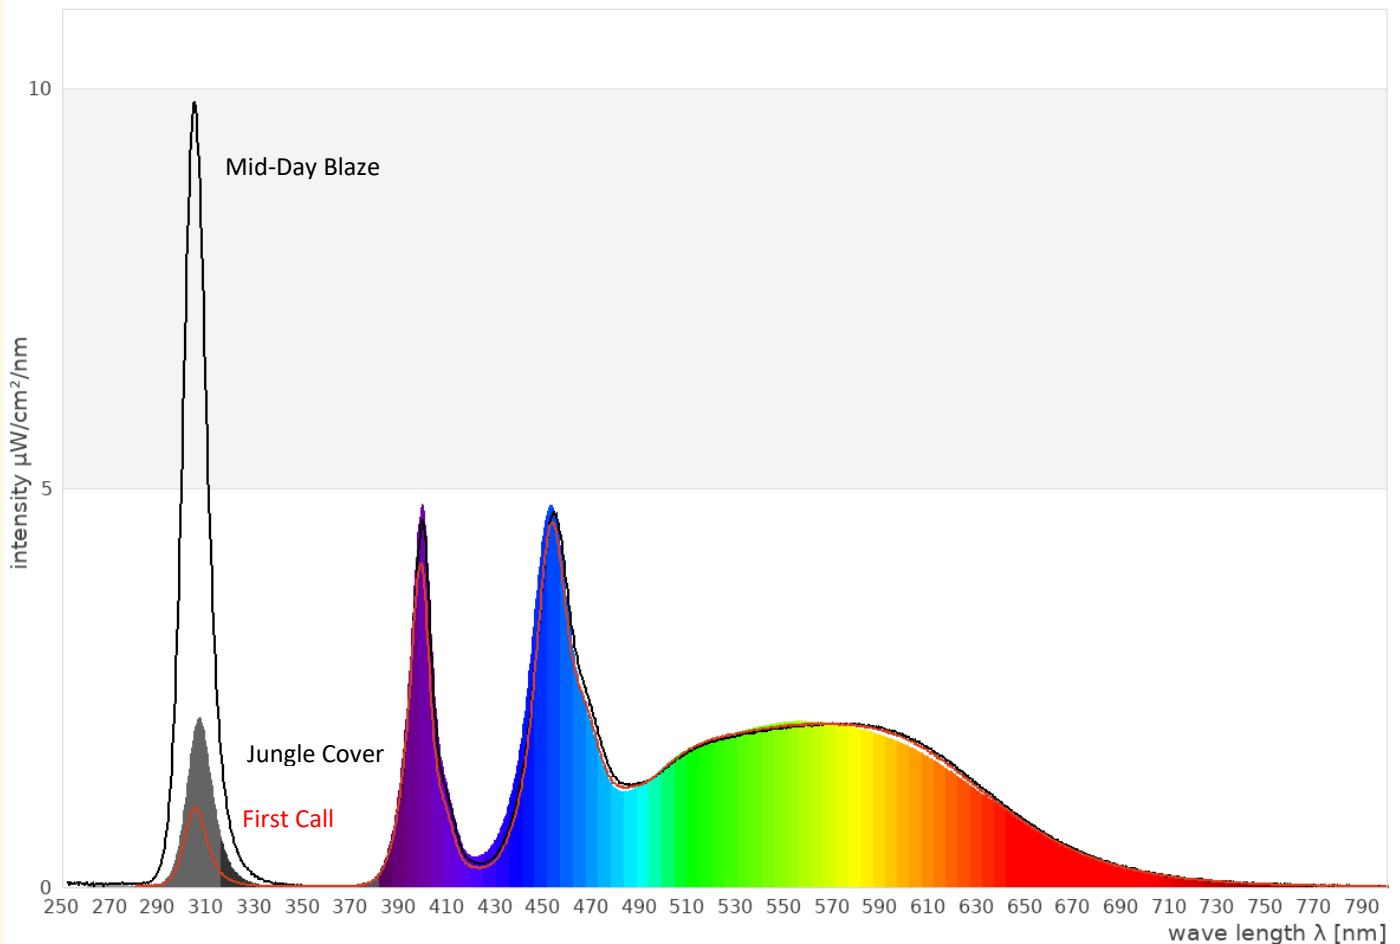 10
Mid-Day Blaze
intensity µW/cm²/nm
5
Jungle Cover
First Call
0
250 270 290 310 330 350 370 390 410 430 450 470 490 510 530 550 570 590 610 630 650 670 690 710 730 750 770 790
wave length λ [nm]